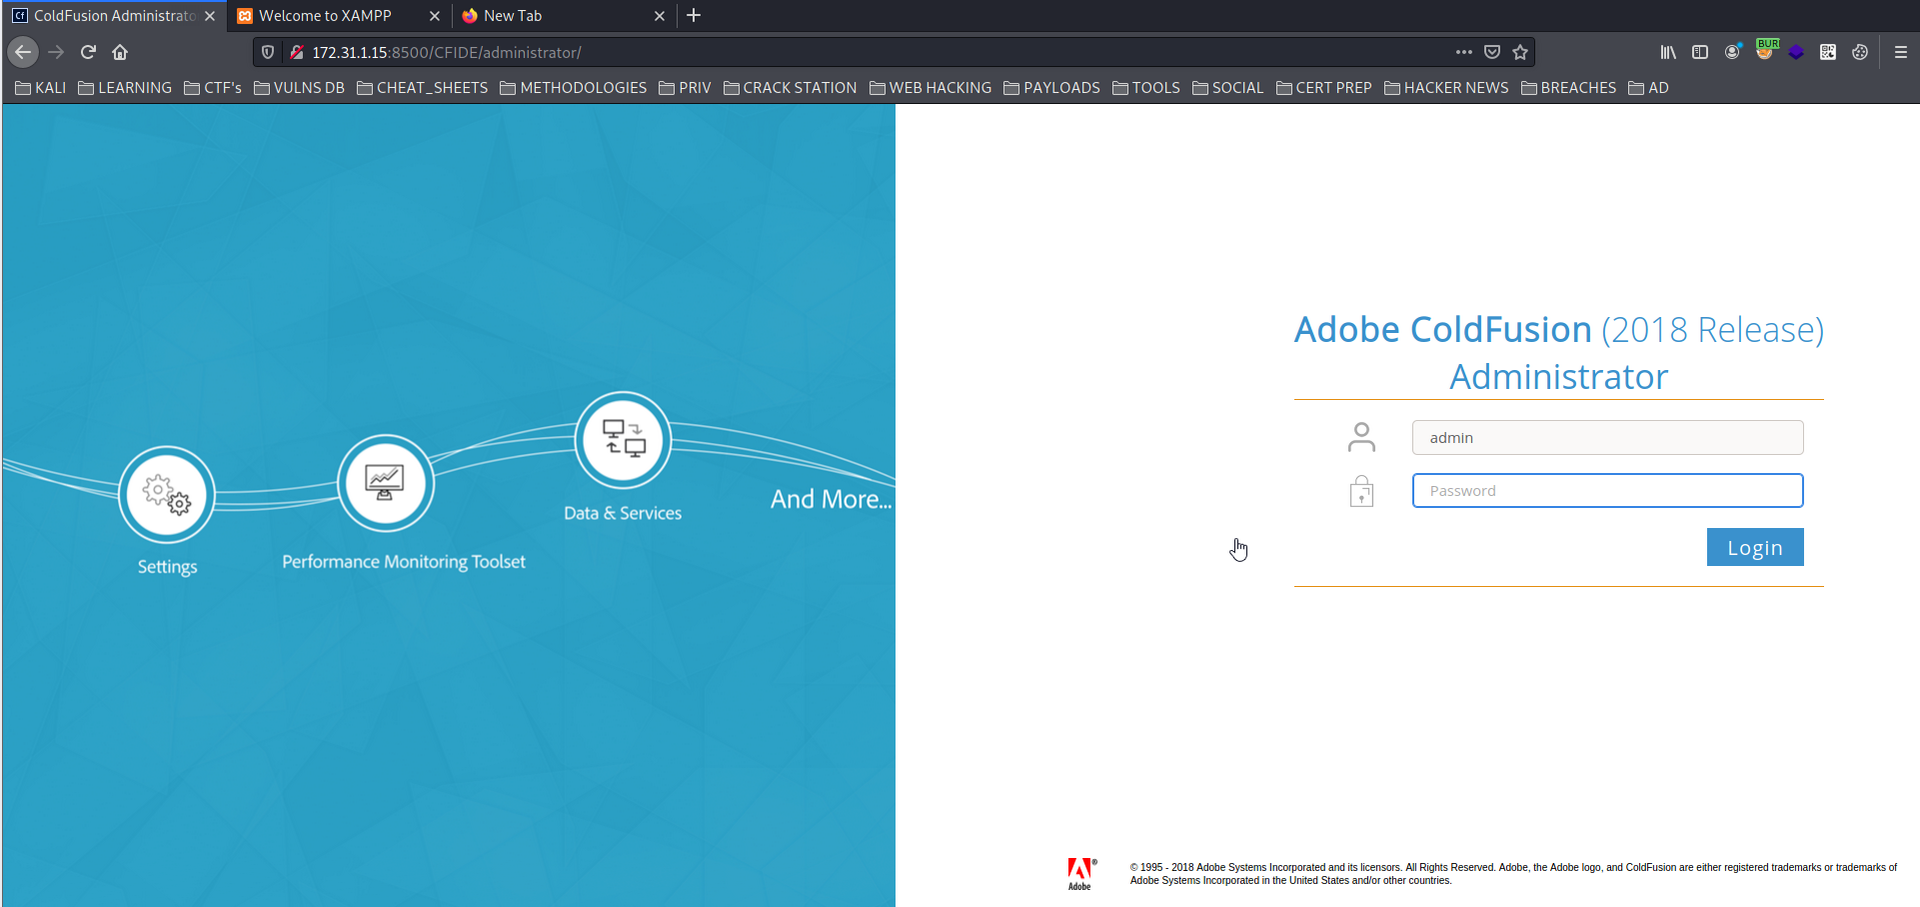 ColdFusion Administrato
Welcome to XAMPP
New Tab
172.31.1.15:8500/CFIDE/administrator/
BUR
KALI LEARNING CTF's VULNS DB CHEAT_SHEETS METHODOLOGIES PRIV CRACK STATION WEB HACKING PAYLOADS TOOLS SOCIAL CERT PREP HACKER NEWS BREACHES AD
Settings
Performance Monitoring Toolset
Data & Services
And More...
Adobe ColdFusion (2018 Release)
Administrator
admin
Password
Login
Adobe
© 1995 - 2018 Adobe Systems Incorporated and its licensors. All Rights Reserved. Adobe, the Adobe logo, and ColdFusion are either registered trademarks or trademarks of
Adobe Systems Incorporated in the United States and/or other countries.